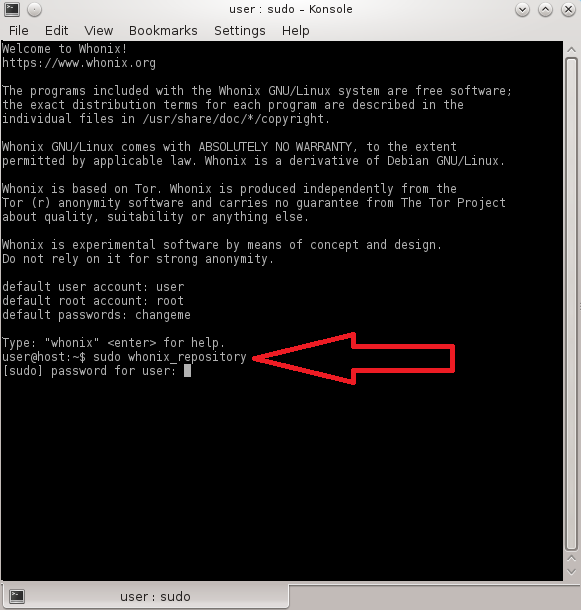 user : sudo – Konsole
File Edit View Bookmarks Settings Help
Welcome to Whonix!
https://www.whonix.org
The programs included with the Whonix GNU/Linux system are free software;
the exact distribution terms for each program are described in the
individual files in /usr/share/doc/*/copyright.
Whonix GNU/Linux comes with ABSOLUTELY NO WARRANTY, to the extent
permitted by applicable law. Whonix is a derivative of Debian GNU/Linux.
Whonix is based on Tor. Whonix is produced independently from the
Tor (r) anonymity software and carries no guarantee from The Tor Project
about quality, suitability or anything else.
Whonix is experimental software by means of concept and design.
Do not rely on it for strong anonymity.
default user account: user
default root account: root
default passwords: changeme
Type: "whonix" <enter> for help.
user@host:~$ sudo whonix_repository
[sudo] password for user:
user : sudo